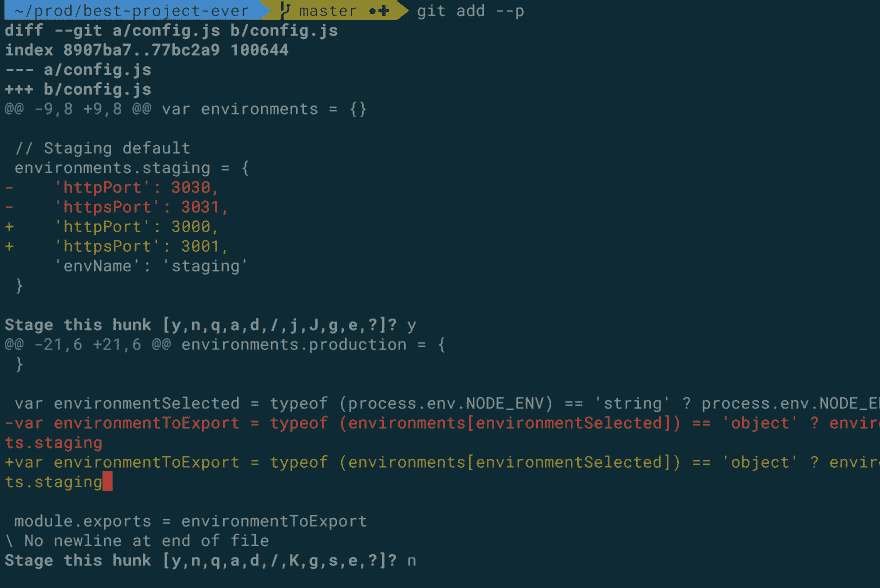 ~/prod/best-project-ever master ●✚ git add --p
diff --git a/config.js b/config.js
index 8907ba7..77bc2a9 100644
--- a/config.js
+++ b/config.js
@@ -9,8 +9,8 @@ var environments = {}
// Staging default
environments.staging = {
-    'httpPort': 3030,
-    'httpsPort': 3031,
+    'httpPort': 3000,
+    'httpsPort': 3001,
     'envName': 'staging'
}
Stage this hunk [y,n,q,a,d,/,j,J,g,e,?]? y
@@ -21,6 +21,6 @@ environments.production = {
}
var environmentSelected = typeof (process.env.NODE_ENV) == 'string' ? process.env.NODE_E
-var environmentToExport = typeof (environments[environmentSelected]) == 'object' ? envir
ts.staging
+var environmentToExport = typeof (environments[environmentSelected]) == 'object' ? envir
ts.staging
module.exports = environmentToExport
\ No newline at end of file
Stage this hunk [y,n,q,a,d,/,K,g,s,e,?]? n